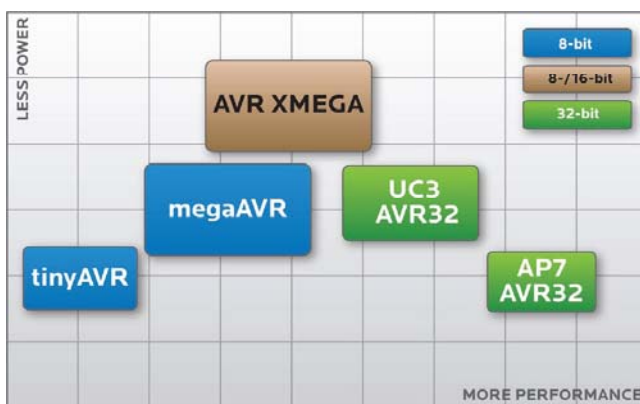 LESS POWER
8-bit
8-/16-bit
32-bit
AVR XMEGA
megaAVR
UC3
AVR32
tinyAVR
AP7
AVR32
MORE PERFORMANCE